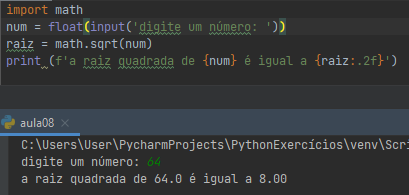 import math
num = float(input('digite um número: '))
raiz = math.sqrt(num)
print (f'a raiz quadrada de {num} é igual a {raiz:.2f}')
aula08 ×
C:\Users\User\PycharmProjects\PythonExercícios\venv\Scri
digite um número: 64
a raiz quadrada de 64.0 é igual a 8.00